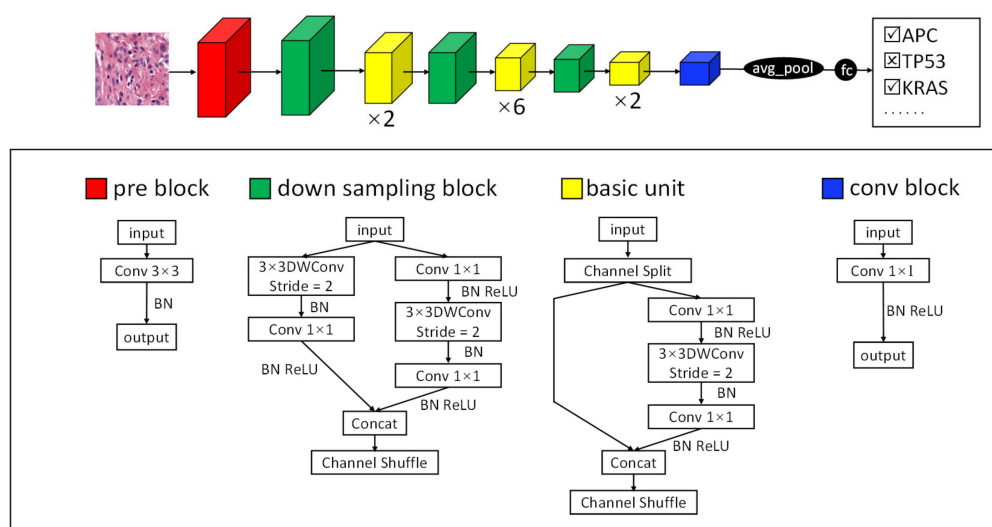 ☑APC
☒TP53
☑KRAS
......
×2
×6
×2
avg_pool
fc
pre block
input
Conv 3×3
BN
output
down sampling block
input
3×3DWConv
Stride = 2
BN
Conv 1×1
BN ReLU
Conv 1×1
BN ReLU
3×3DWConv
Stride = 2
BN
Conv 1×1
BN ReLU
Concat
Channel Shuffle
basic unit
input
Channel Split
Conv 1×1
BN ReLU
3×3DWConv
Stride = 2
BN
Conv 1×1
BN ReLU
Concat
Channel Shuffle
conv block
input
Conv 1×1
BN ReLU
output